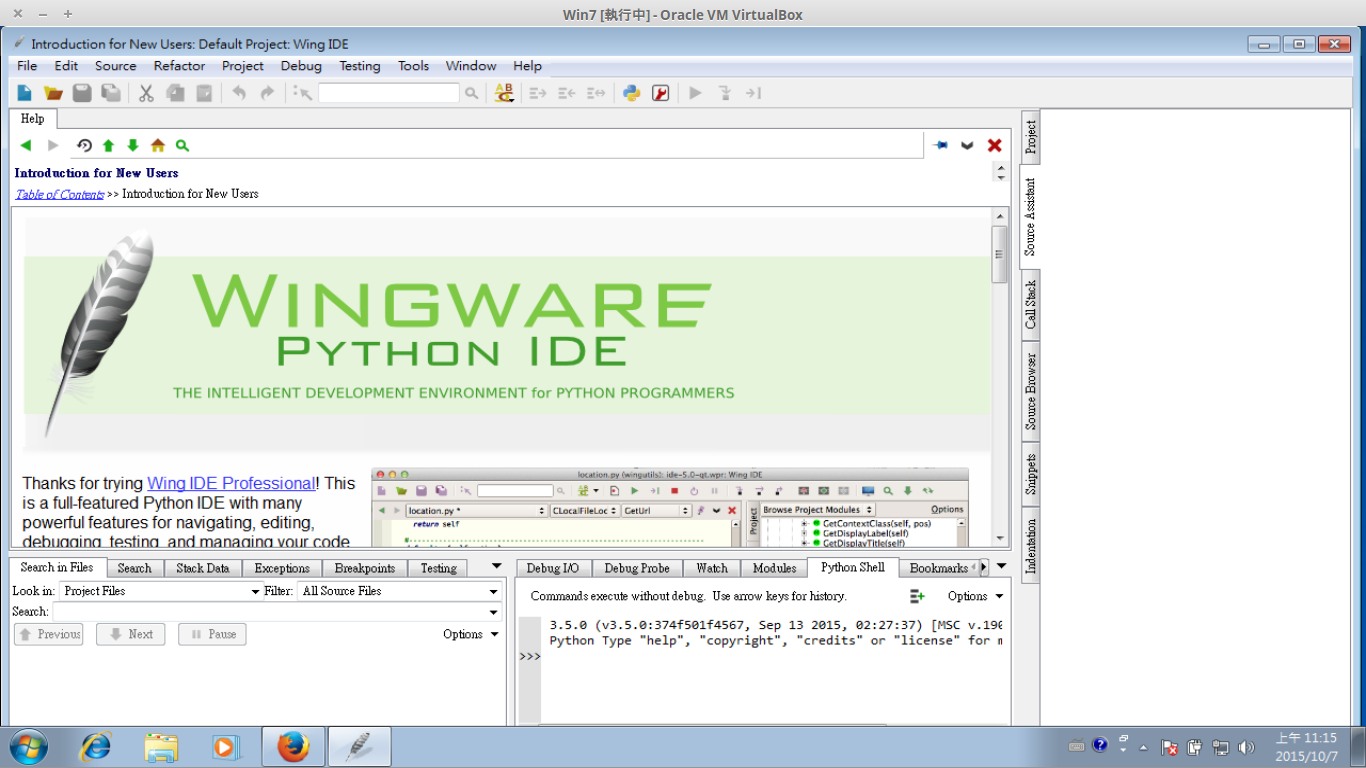 Win7 [執行中] - Oracle VM VirtualBox
Introduction for New Users: Default Project: Wing IDE
File Edit Source Refactor Project Debug Testing Tools Window Help
Help
Introduction for New Users
Table of Contents >> Introduction for New Users
WINGWARE
PYTHON IDE
THE INTELLIGENT DEVELOPMENT ENVIRONMENT for PYTHON PROGRAMMERS
Thanks for trying Wing IDE Professional! This
is a full-featured Python IDE with many
powerful features for navigating, editing,
debugging, testing, and managing your code
location.py (wingutils): ide-5.0-qt.wpr: Wing IDE
location.py * CLocalFileLoc GetUrl
return self
Project
Browse Project Modules Options
GetContextClass(self, pos)
GetDisplayLabel(self)
GetDisplayTitle(self)
Project
Source Assistant
Call Stack
Source Browser
Snippets
Indentation
Search in Files Search Stack Data Exceptions Breakpoints Testing
Look in: Project Files Filter: All Source Files
Search:
Previous Next Pause Options
Debug I/O Debug Probe Watch Modules Python Shell Bookmarks
Commands execute without debug. Use arrow keys for history. Options
3.5.0 (v3.5.0:374f501f4567, Sep 13 2015, 02:27:37) [MSC v.190
Python Type "help", "copyright", "credits" or "license" for m
>>>
上午 11:15
2015/10/7